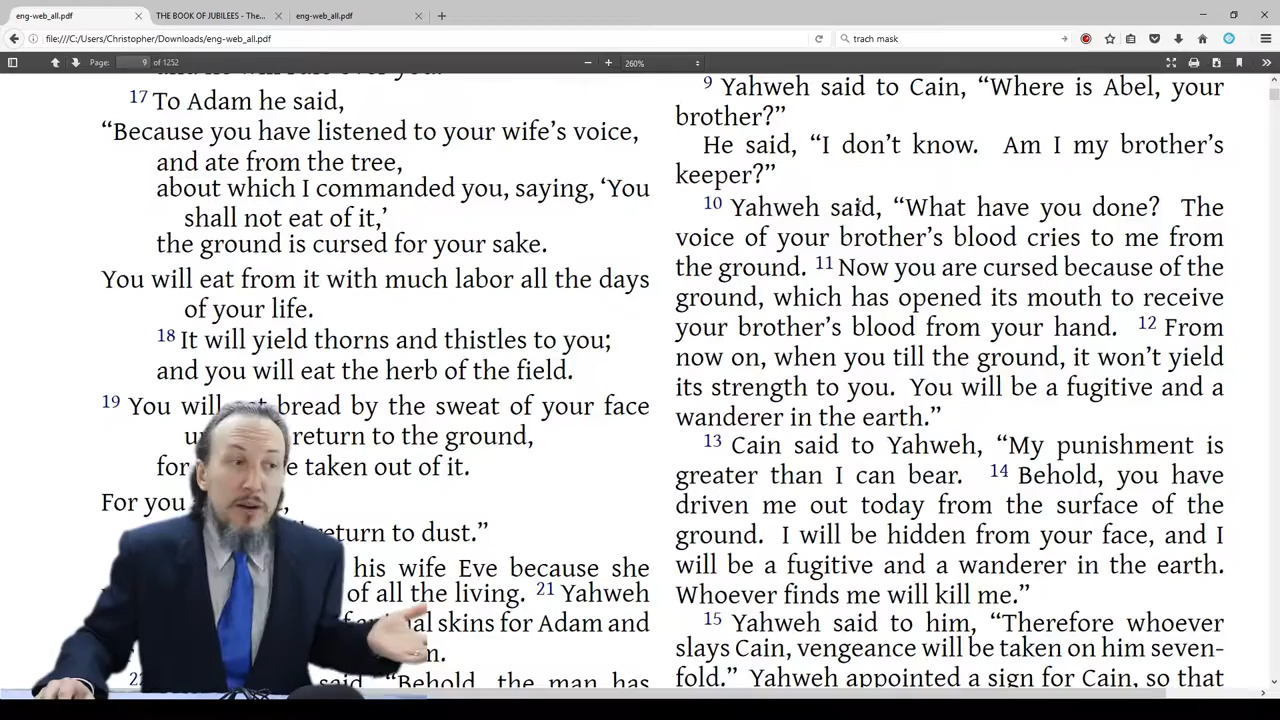 eng-web_all.pdf
THE BOOK OF JUBILEES - The...
eng-web_all.pdf
file:///C:/Users/Christopher/Downloads/eng-web_all.pdf
trach mask
Page: 9 of 1252
260%
17 To Adam he said,
“Because you have listened to your wife’s voice,
and ate from the tree,
about which I commanded you, saying, ‘You
shall not eat of it,’
the ground is cursed for your sake.
You will eat from it with much labor all the days
of your life.
18 It will yield thorns and thistles to you;
and you will eat the herb of the field.
19 You will bread by the sweat of your face
return to the ground,
for taken out of it.
For you
return to dust.”
his wife Eve because she
of all the living. 21 Yahweh
skins for Adam and
22 said, “Behold, the man has
9 Yahweh said to Cain, “Where is Abel, your
brother?”
He said, “I don’t know. Am I my brother’s
keeper?”
10 Yahweh said, “What have you done? The
voice of your brother’s blood cries to me from
the ground. 11 Now you are cursed because of the
ground, which has opened its mouth to receive
your brother’s blood from your hand. 12 From
now on, when you till the ground, it won’t yield
its strength to you. You will be a fugitive and a
wanderer in the earth.”
13 Cain said to Yahweh, “My punishment is
greater than I can bear. 14 Behold, you have
driven me out today from the surface of the
ground. I will be hidden from your face, and I
will be a fugitive and a wanderer in the earth.
Whoever finds me will kill me.”
15 Yahweh said to him, “Therefore whoever
slays Cain, vengeance will be taken on him seven-
fold.” Yahweh appointed a sign for Cain, so that